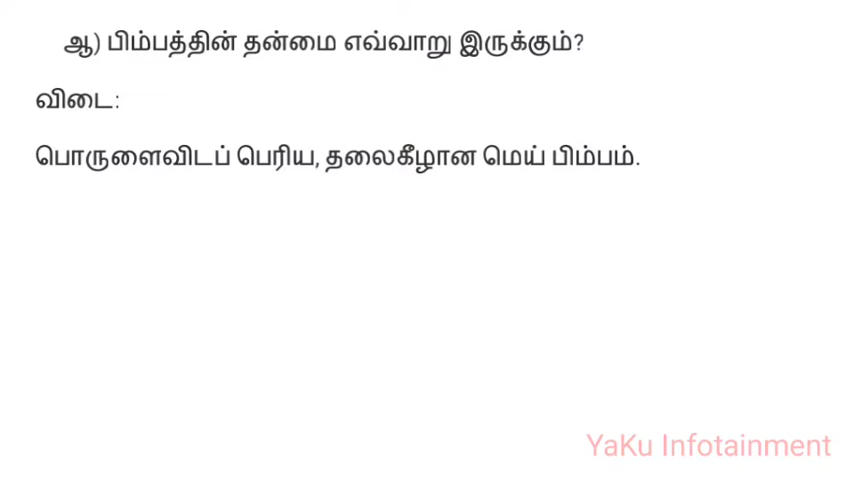 ஆ) பிம்பத்தின் தன்மை எவ்வாறு இருக்கும்?
விடை:
பொருளைவிடப் பெரிய, தலைகீழான மெய் பிம்பம்.
YaKu Infotainment